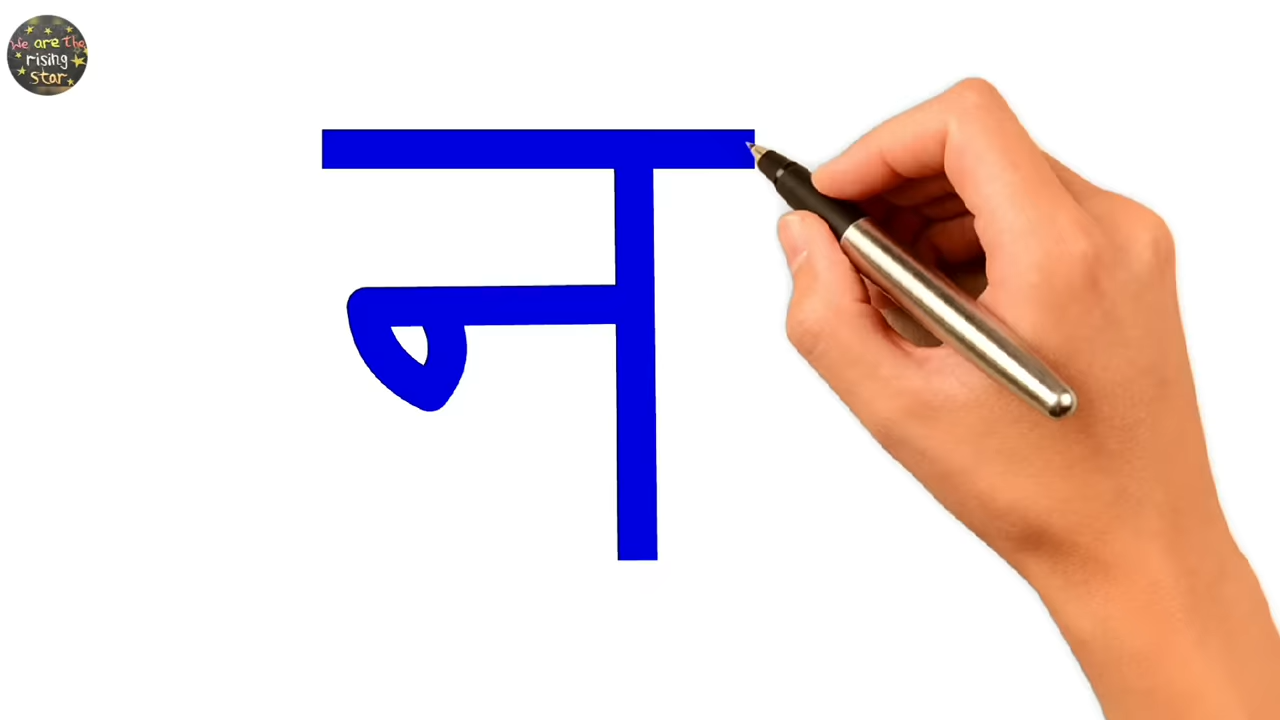 We are the
rising
star
न